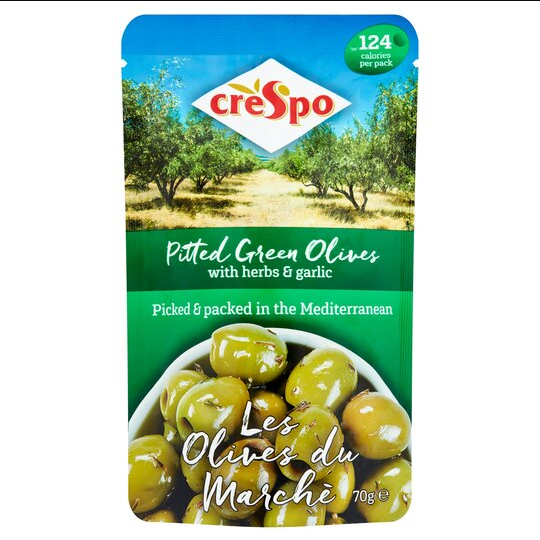 124
calories
per pack
creSpo
Pitted Green Olives
with herbs & garlic
Picked & packed in the Mediterranean
Les
Olives du
Marchè
70g ℮